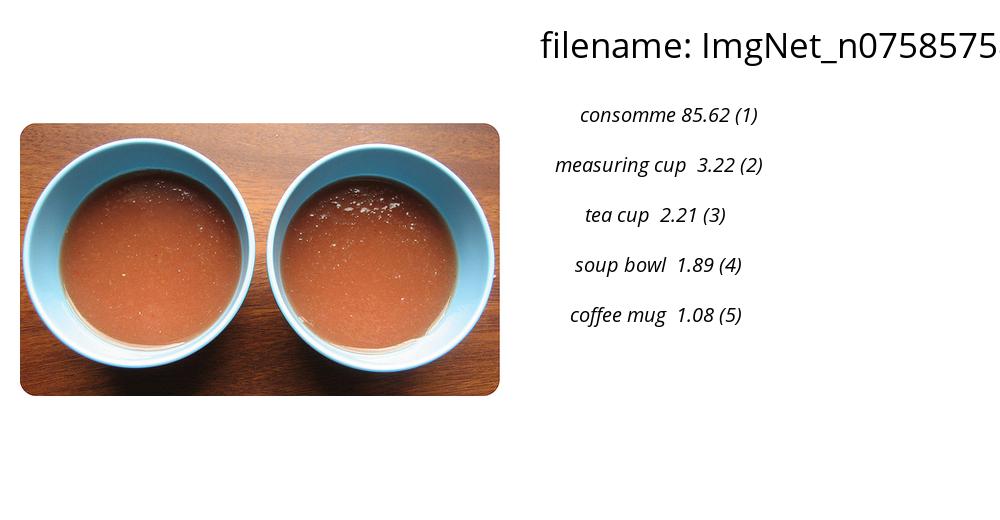 filename: ImgNet_n0758575
consomme 85.62 (1)
measuring cup 3.22 (2)
tea cup 2.21 (3)
soup bowl 1.89 (4)
coffee mug 1.08 (5)